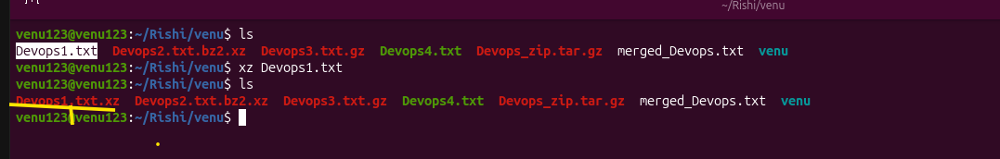 ~/Rishi/venu
venu123@venu123:~/Rishi/venu$ ls
Devops1.txt Devops2.txt.bz2.xz Devops3.txt.gz Devops4.txt Devops_zip.tar.gz merged_Devops.txt venu
venu123@venu123:~/Rishi/venu$ xz Devops1.txt
venu123@venu123:~/Rishi/venu$ ls
Devops1.txt.xz Devops2.txt.bz2.xz Devops3.txt.gz Devops4.txt Devops_zip.tar.gz merged_Devops.txt venu
venu123@venu123:~/Rishi/venu$